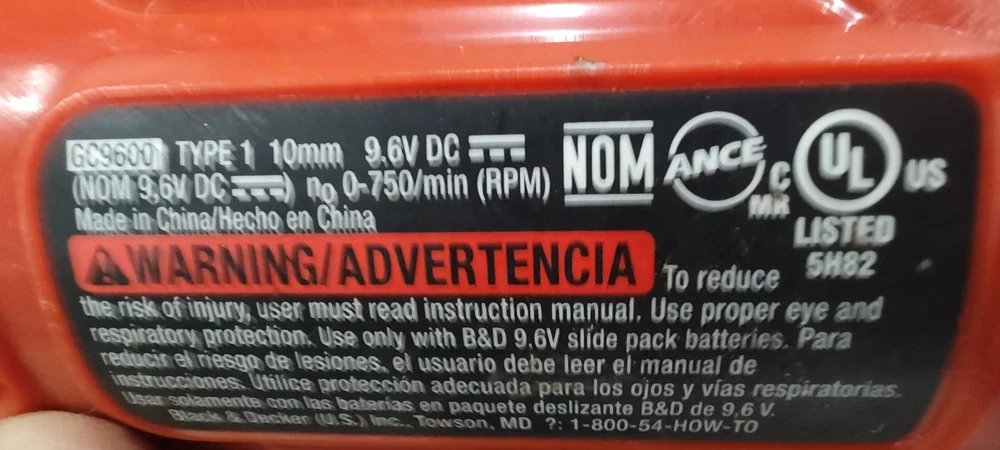 GC9600 TYPE 1 10mm 9.6V DC
(NOM 9,6V DC) no 0-750/min (RPM)
Made in China/Hecho en China
NOM
ANCE
MR
C UL US
LISTED
5H82
WARNING/ADVERTENCIA To reduce
the risk of injury, user must read instruction manual. Use proper eye and
respiratory protection. Use only with B&D 9.6V slide pack batteries. Para
reducir el riesgo de lesiones, el usuario debe leer el manual de
instrucciones. Utilice protección adecuada para los ojos y vías respiratorias.
Usar solamente con las baterías en paquete deslizante B&D de 9,6 V.
Black & Decker (U.S.) Inc., Towson, MD ?: 1-800-54-HOW-TO